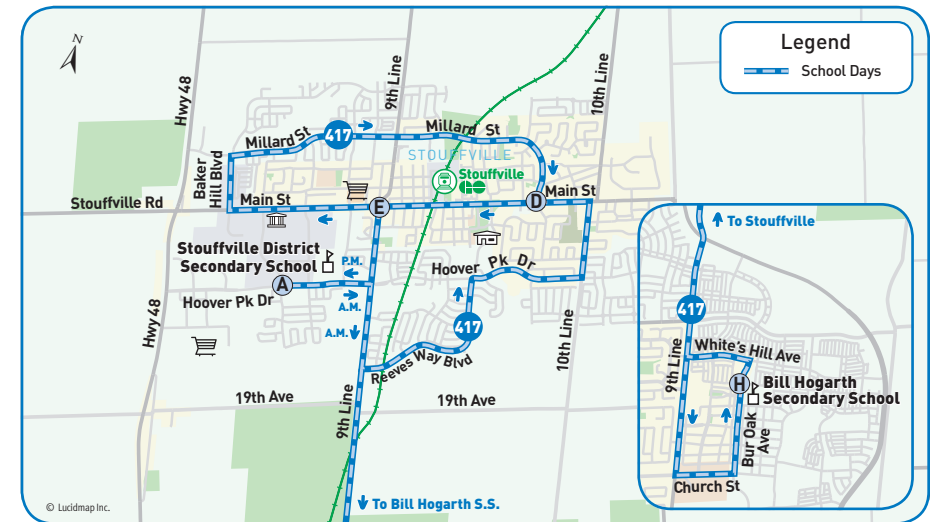 N
Legend
School Days
Hwy 48
9th Line
10th Line
Millard St
417
Millard St
STOUFFVILLE
Stouffville
GO
Baker
Hill Blvd
Main St
Stouffville Rd
Main St
E
D
Stouffville District
Secondary School
P.M.
A
Hoover Pk Dr
A.M.
A.M.
Hoover Pk Dr
417
Reeves Way Blvd
Hwy 48
10th Line
19th Ave
19th Ave
9th Line
To Bill Hogarth S.S.
© Lucidmap Inc.
To Stouffville
417
9th Line
White's Hill Ave
H
Bill Hogarth
Secondary School
Bur Oak
Ave
Church St